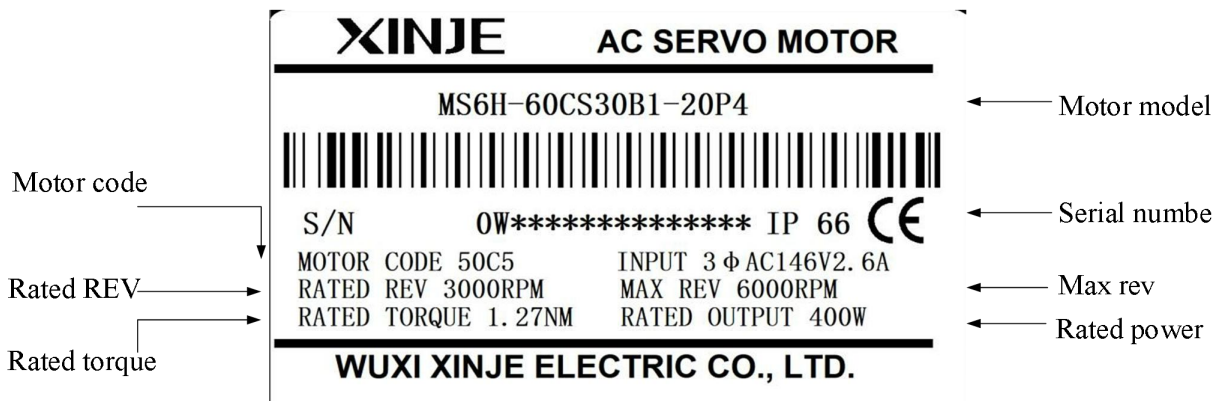 XINJE AC SERVO MOTOR
MS6H-60CS30B1-20P4
Motor model
Motor code
S/N 0W************** IP 66 CE
Serial numbe
MOTOR CODE 50C5 INPUT 3ΦAC146V2.6A
Rated REV
RATED REV 3000RPM MAX REV 6000RPM
Max rev
RATED TORQUE 1.27NM RATED OUTPUT 400W
Rated power
Rated torque
WUXI XINJE ELECTRIC CO., LTD.